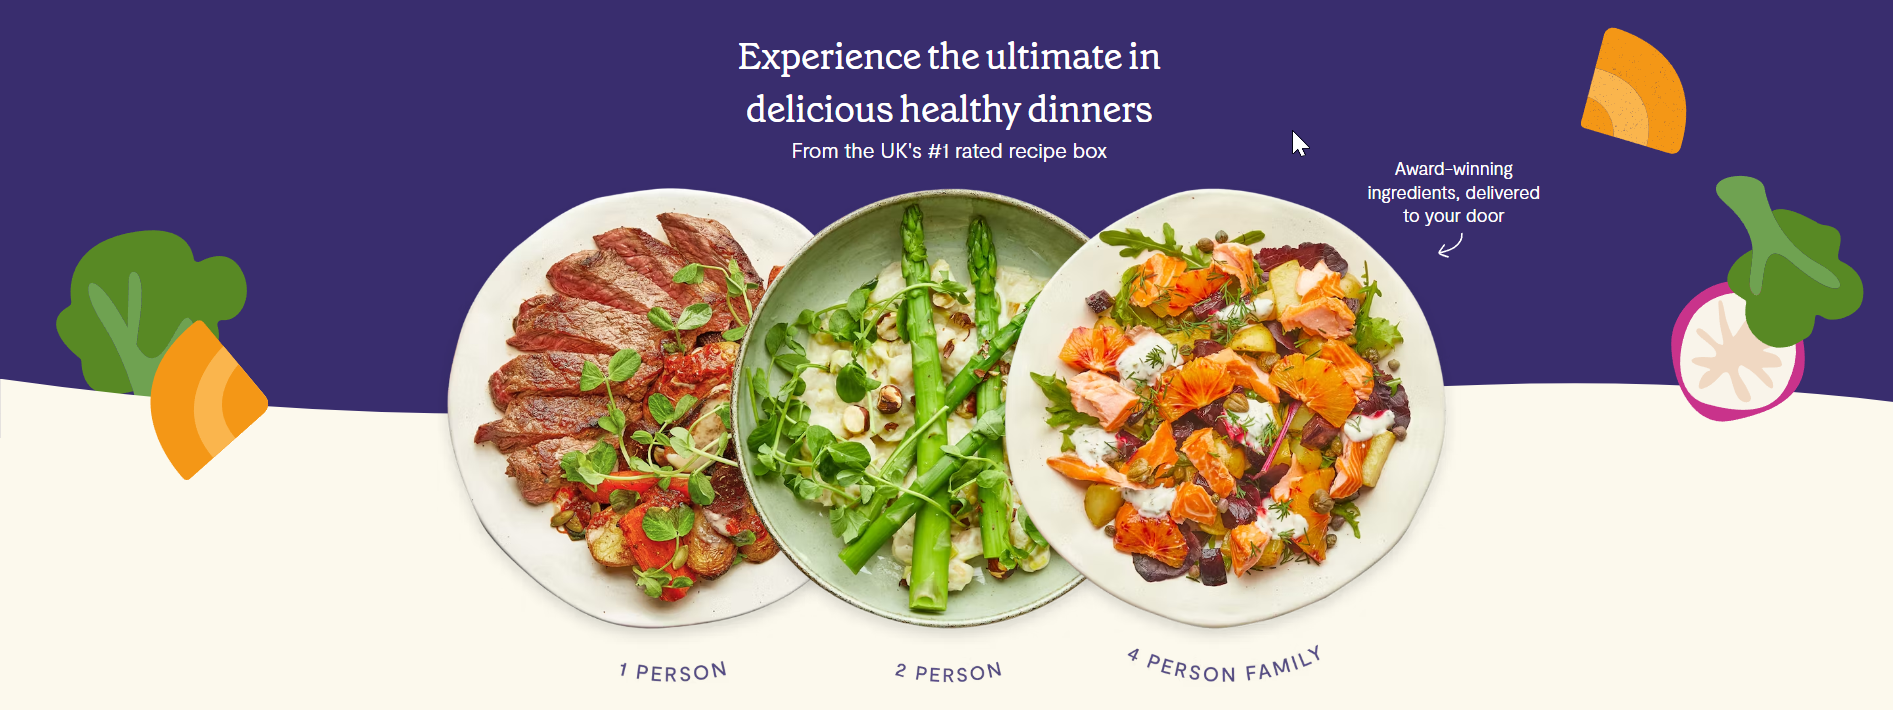 Experience the ultimate in
delicious healthy dinners
From the UK's #1 rated recipe box
Award-winning
ingredients, delivered
to your door
1 PERSON
2 PERSON
4 PERSON FAMILY